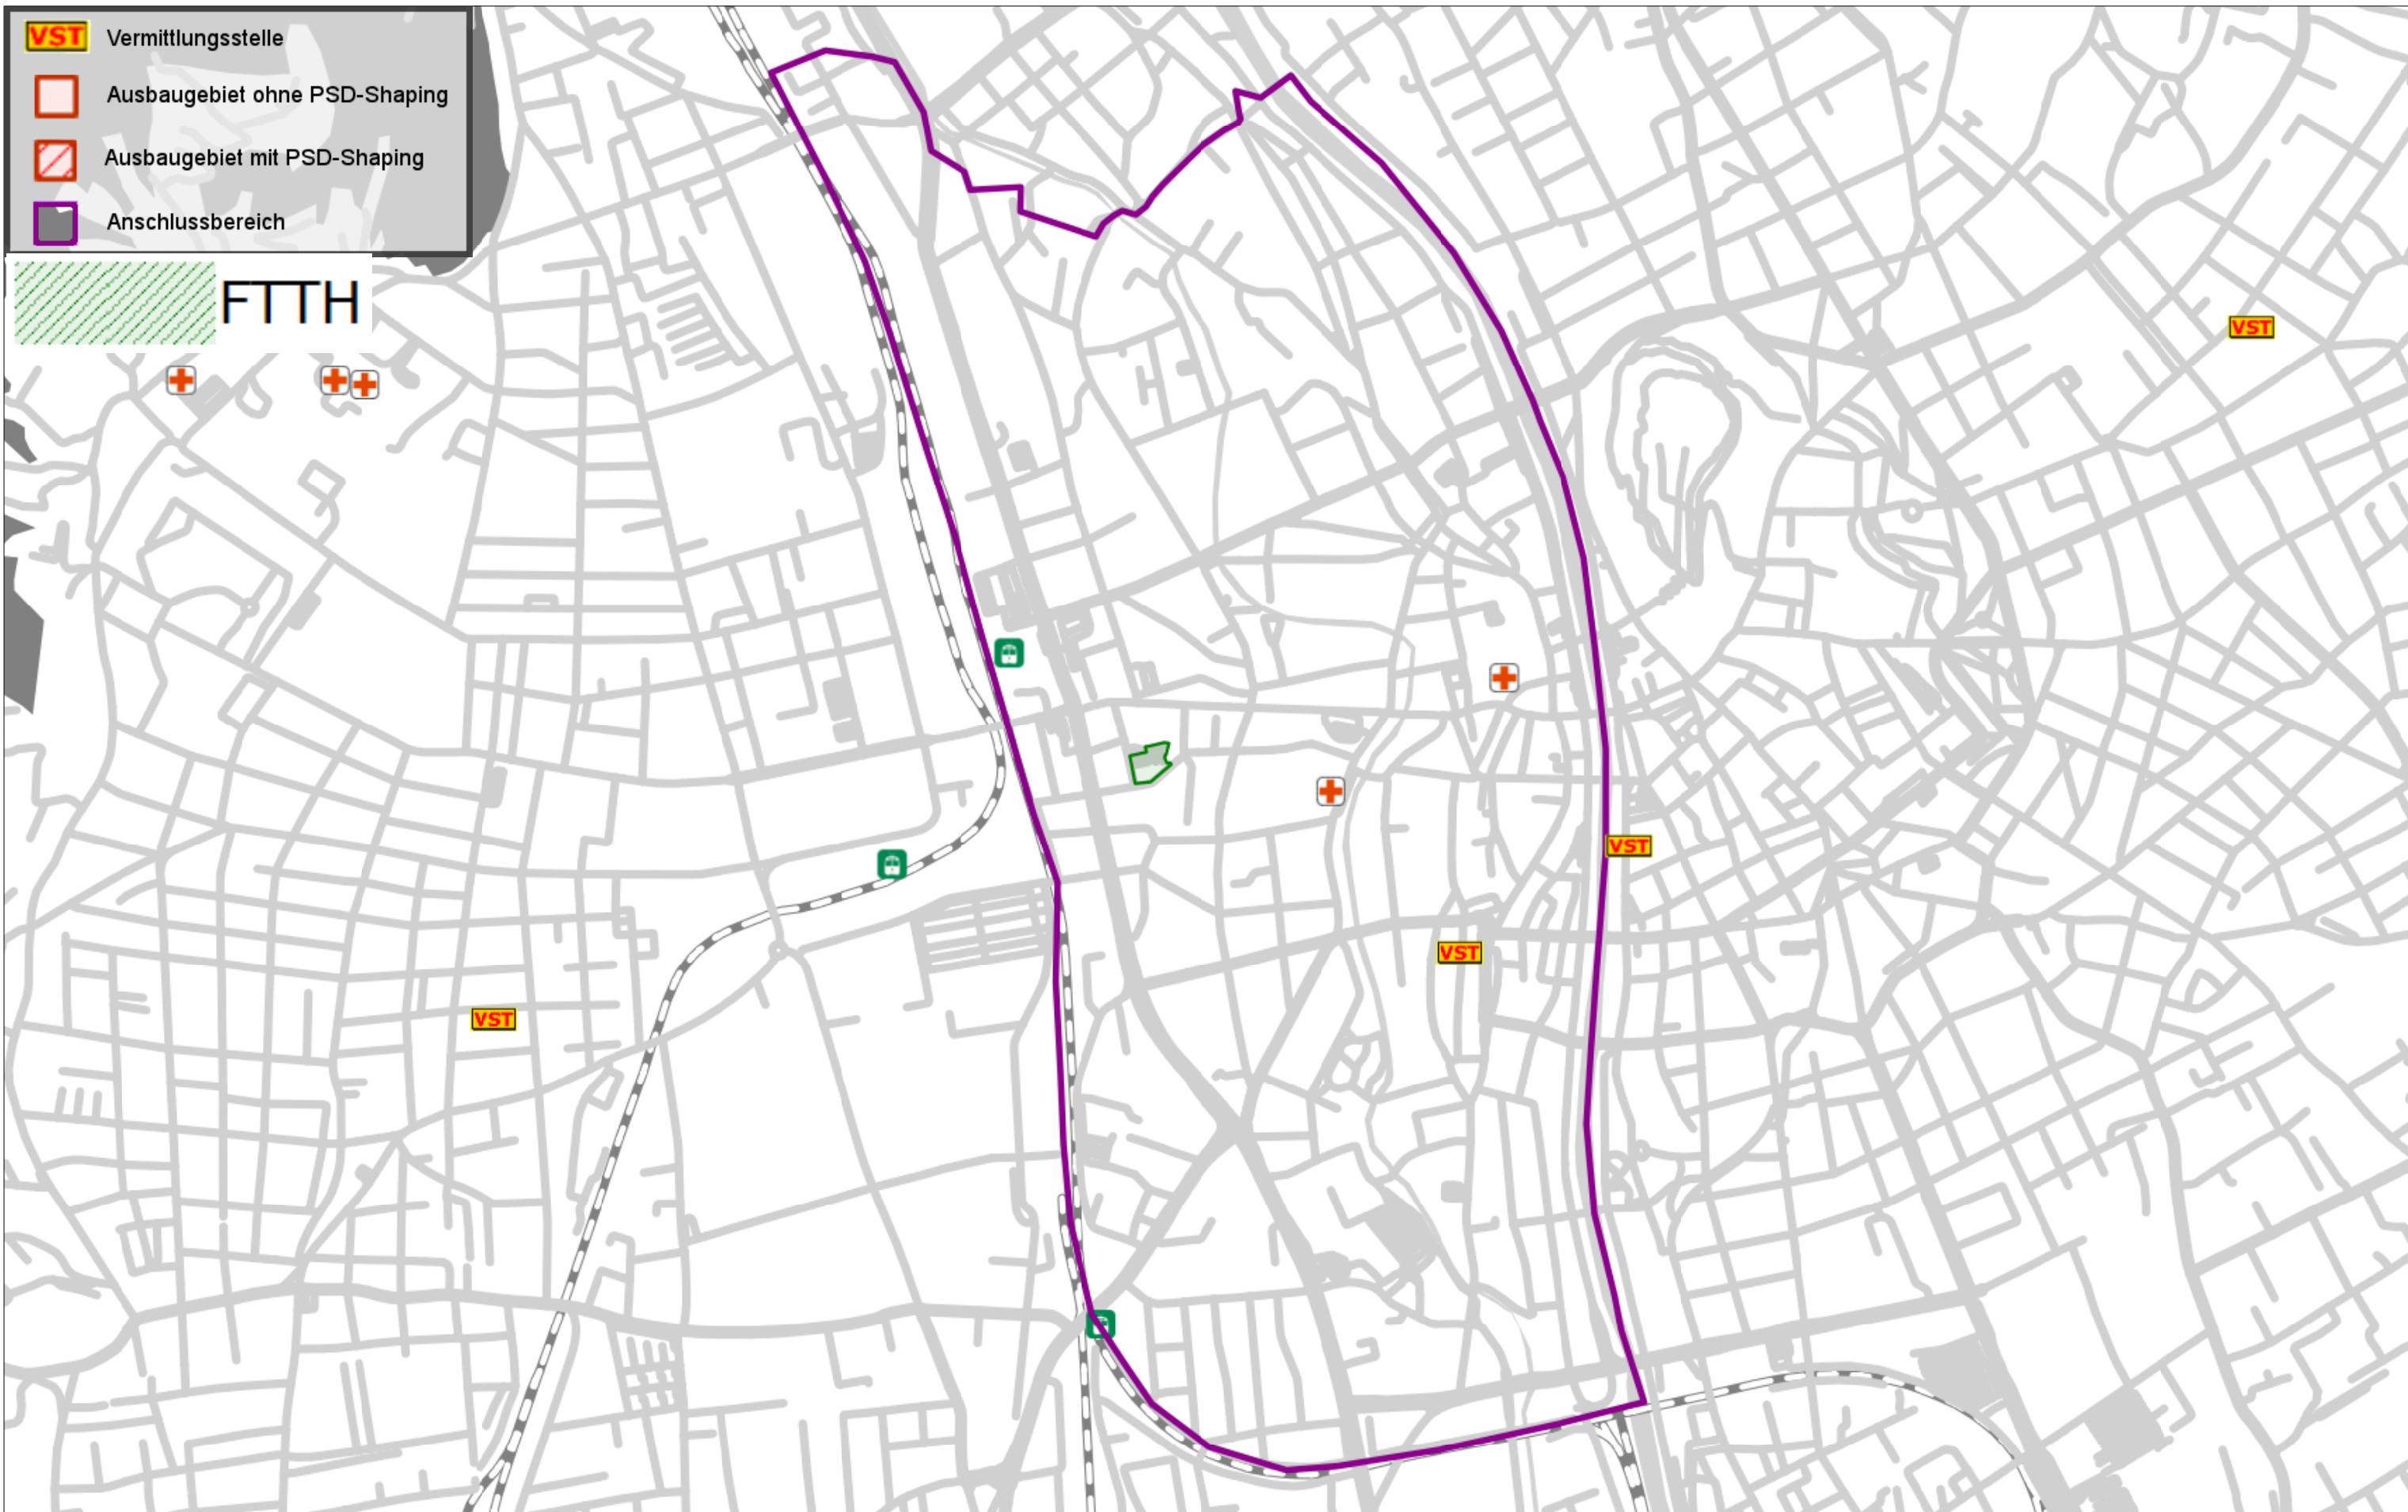 VST Vermittlungsstelle
Ausbaugebiet ohne PSD-Shaping
Ausbaugebiet mit PSD-Shaping
Anschlussbereich
FTTH
VST
VST
VST
VST